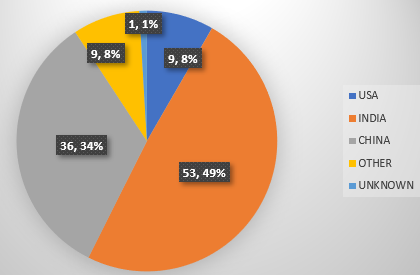 1, 1%
9, 8%
9, 8%
36, 34%
53, 49%
USA
INDIA
CHINA
OTHER
UNKNOWN